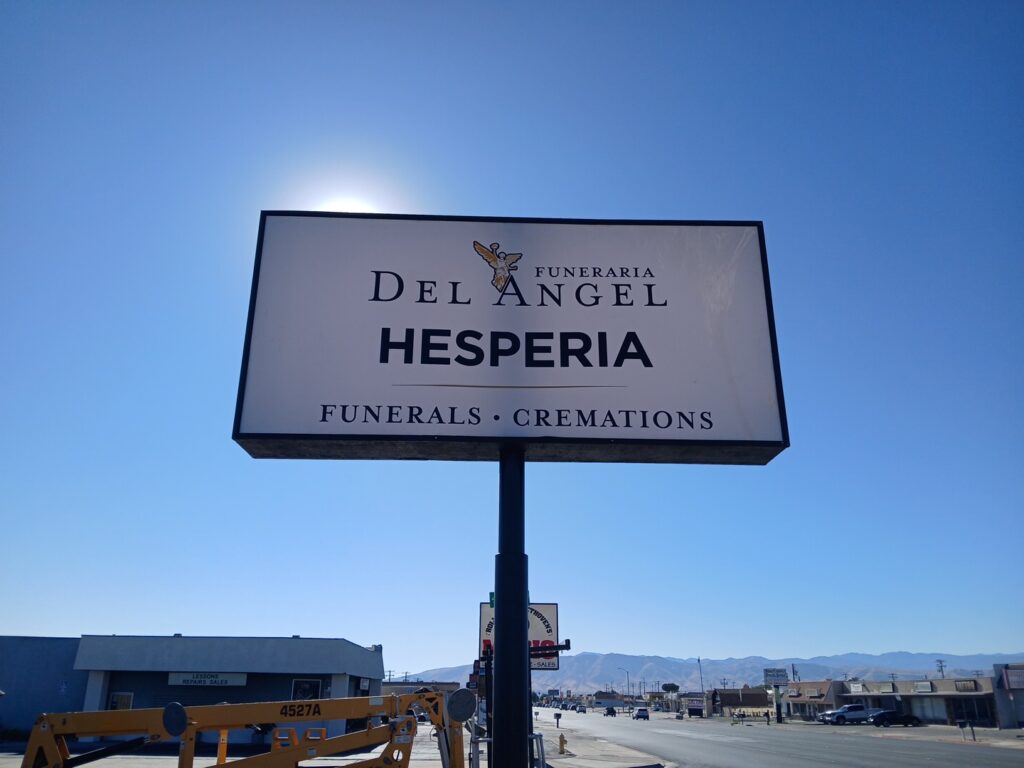 FUNERARIA
DEL ANGEL
HESPERIA
FUNERALS • CREMATIONS
LESSONS
REPAIRS SALES
4527A